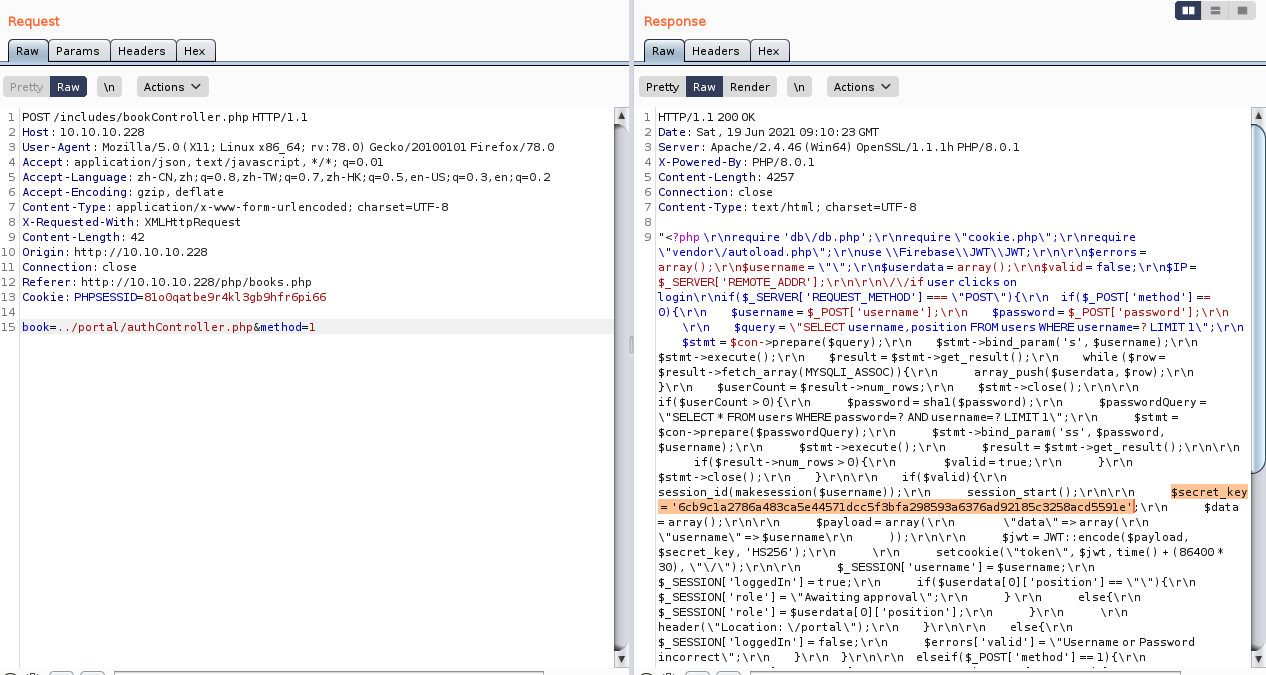 Request
Raw Params Headers Hex
Pretty Raw \n Actions
1 POST /includes/bookController.php HTTP/1.1
2 Host: 10.10.10.228
3 User-Agent: Mozilla/5.0 (X11; Linux x86_64; rv:78.0) Gecko/20100101 Firefox/78.0
4 Accept: application/json, text/javascript, */*; q=0.01
5 Accept-Language: zh-CN,zh;q=0.8,zh-TW;q=0.7,zh-HK;q=0.5,en-US;q=0.3,en;q=0.2
6 Accept-Encoding: gzip, deflate
7 Content-Type: application/x-www-form-urlencoded; charset=UTF-8
8 X-Requested-With: XMLHttpRequest
9 Content-Length: 42
10 Origin: http://10.10.10.228
11 Connection: close
12 Referer: http://10.10.10.228/php/books.php
13 Cookie: PHPSESSID=81o0qatbe9r4kl3gb9hfr6pi66
14
15 book=../portal/authController.php&method=1
Response
Raw Headers Hex
Pretty Raw Render \n Actions
1 HTTP/1.1 200 OK
2 Date: Sat, 19 Jun 2021 09:10:23 GMT
3 Server: Apache/2.4.46 (Win64) OpenSSL/1.1.1h PHP/8.0.1
4 X-Powered-By: PHP/8.0.1
5 Content-Length: 4257
6 Connection: close
7 Content-Type: text/html; charset=UTF-8
8
9 "<?php \r\nrequire 'db\/db.php';\r\nrequire \"cookie.php\";\r\nrequire
\"vendor\/autoload.php\";\r\nuse \\Firebase\\JWT\\JWT;\r\n\r\n$errors =
array();\r\n$username = \"\";\r\n$userdata = array();\r\n$valid = false;\r\n$IP =
$_SERVER['REMOTE_ADDR'];\r\n\r\n\/\/if user clicks on
login\r\nif($_SERVER['REQUEST_METHOD'] === \"POST\"){\r\n if($_POST['method'] ==
0){\r\n $username = $_POST['username'];\r\n $password = $_POST['password'];\r\n
\r\n $query = \"SELECT username,position FROM users WHERE username=? LIMIT 1\";\r\n
$stmt = $con->prepare($query);\r\n $stmt->bind_param('s', $username);\r\n
$stmt->execute();\r\n $result = $stmt->get_result();\r\n while ($row =
$result->fetch_array(MYSQLI_ASSOC)){\r\n array_push($userdata, $row);\r\n
}\r\n $userCount = $result->num_rows;\r\n $stmt->close();\r\n\r\n
if($userCount > 0){\r\n $password = sha1($password);\r\n $passwordQuery =
\"SELECT * FROM users WHERE password=? AND username=? LIMIT 1\";\r\n $stmt =
$con->prepare($passwordQuery);\r\n $stmt->bind_param('ss', $password,
$username);\r\n $stmt->execute();\r\n $result = $stmt->get_result();\r\n\r\n
if($result->num_rows > 0){\r\n $valid = true;\r\n }\r\n
$stmt->close();\r\n }\r\n\r\n if($valid){\r\n
session_id(makesession($username));\r\n session_start();\r\n\r\n $secret_key
= '6cb9c1a2786a483ca5e44571dcc5f3bfa298593a6376ad92185c3258acd5591e';\r\n $data
= array();\r\n\r\n $payload = array(\r\n \"data\" => array(\r\n
\"username\" => $username\r\n ));\r\n\r\n $jwt = JWT::encode($payload,
$secret_key, 'HS256');\r\n \r\n setcookie(\"token\", $jwt, time() + (86400 *
30), \"\/\");\r\n\r\n $_SESSION['username'] = $username;\r\n
$_SESSION['loggedIn'] = true;\r\n if($userdata[0]['position'] == \"\"){\r\n
$_SESSION['role'] = \"Awaiting approval\";\r\n } \r\n else{\r\n
$_SESSION['role'] = $userdata[0]['position'];\r\n }\r\n \r\n
header(\"Location: \/portal\");\r\n }\r\n\r\n else{\r\n
$_SESSION['loggedIn'] = false;\r\n $errors['valid'] = \"Username or Password
incorrect\";\r\n }\r\n }\r\n\r\n elseif($_POST['method'] == 1){\r\n